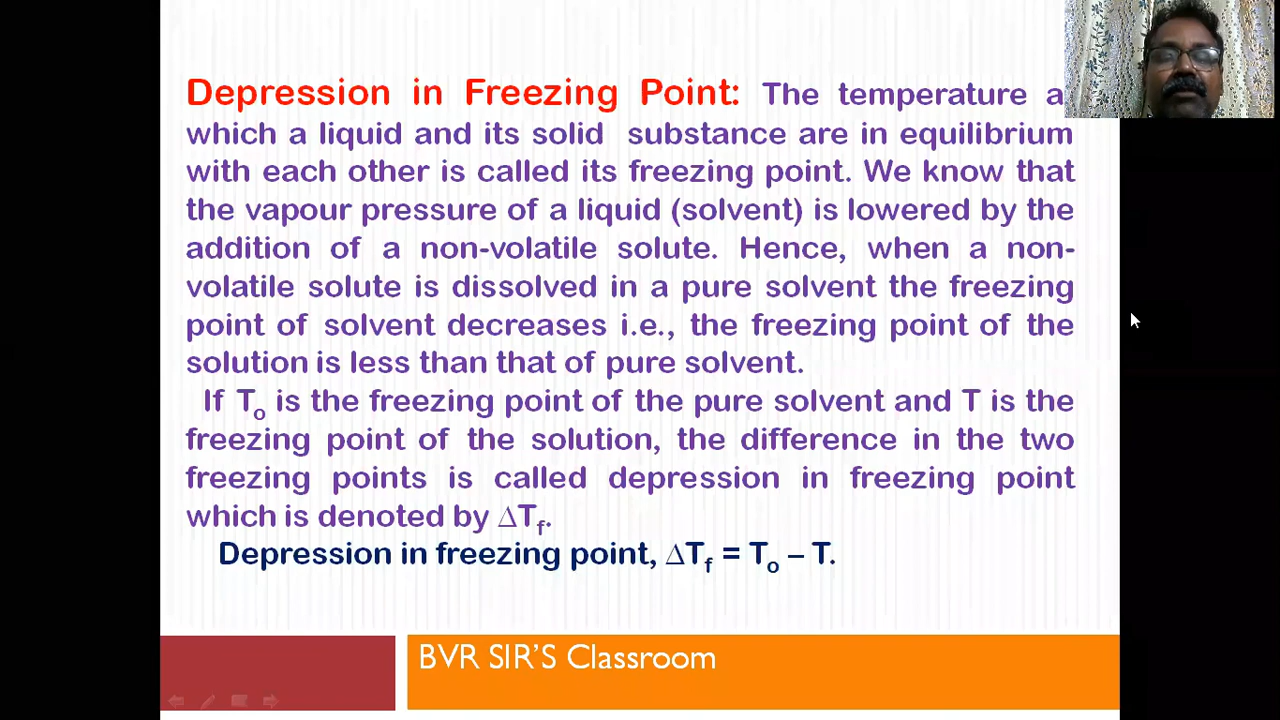 Depression in Freezing Point: The temperature a
which a liquid and its solid substance are in equilibrium
with each other is called its freezing point. We know that
the vapour pressure of a liquid (solvent) is lowered by the
addition of a non-volatile solute. Hence, when a non-
volatile solute is dissolved in a pure solvent the freezing
point of solvent decreases i.e., the freezing point of the
solution is less than that of pure solvent.
If Tₒ is the freezing point of the pure solvent and T is the
freezing point of the solution, the difference in the two
freezing points is called depression in freezing point
which is denoted by ∆T_f.
Depression in freezing point, ∆T_f = Tₒ – T.
BVR SIR'S Classroom